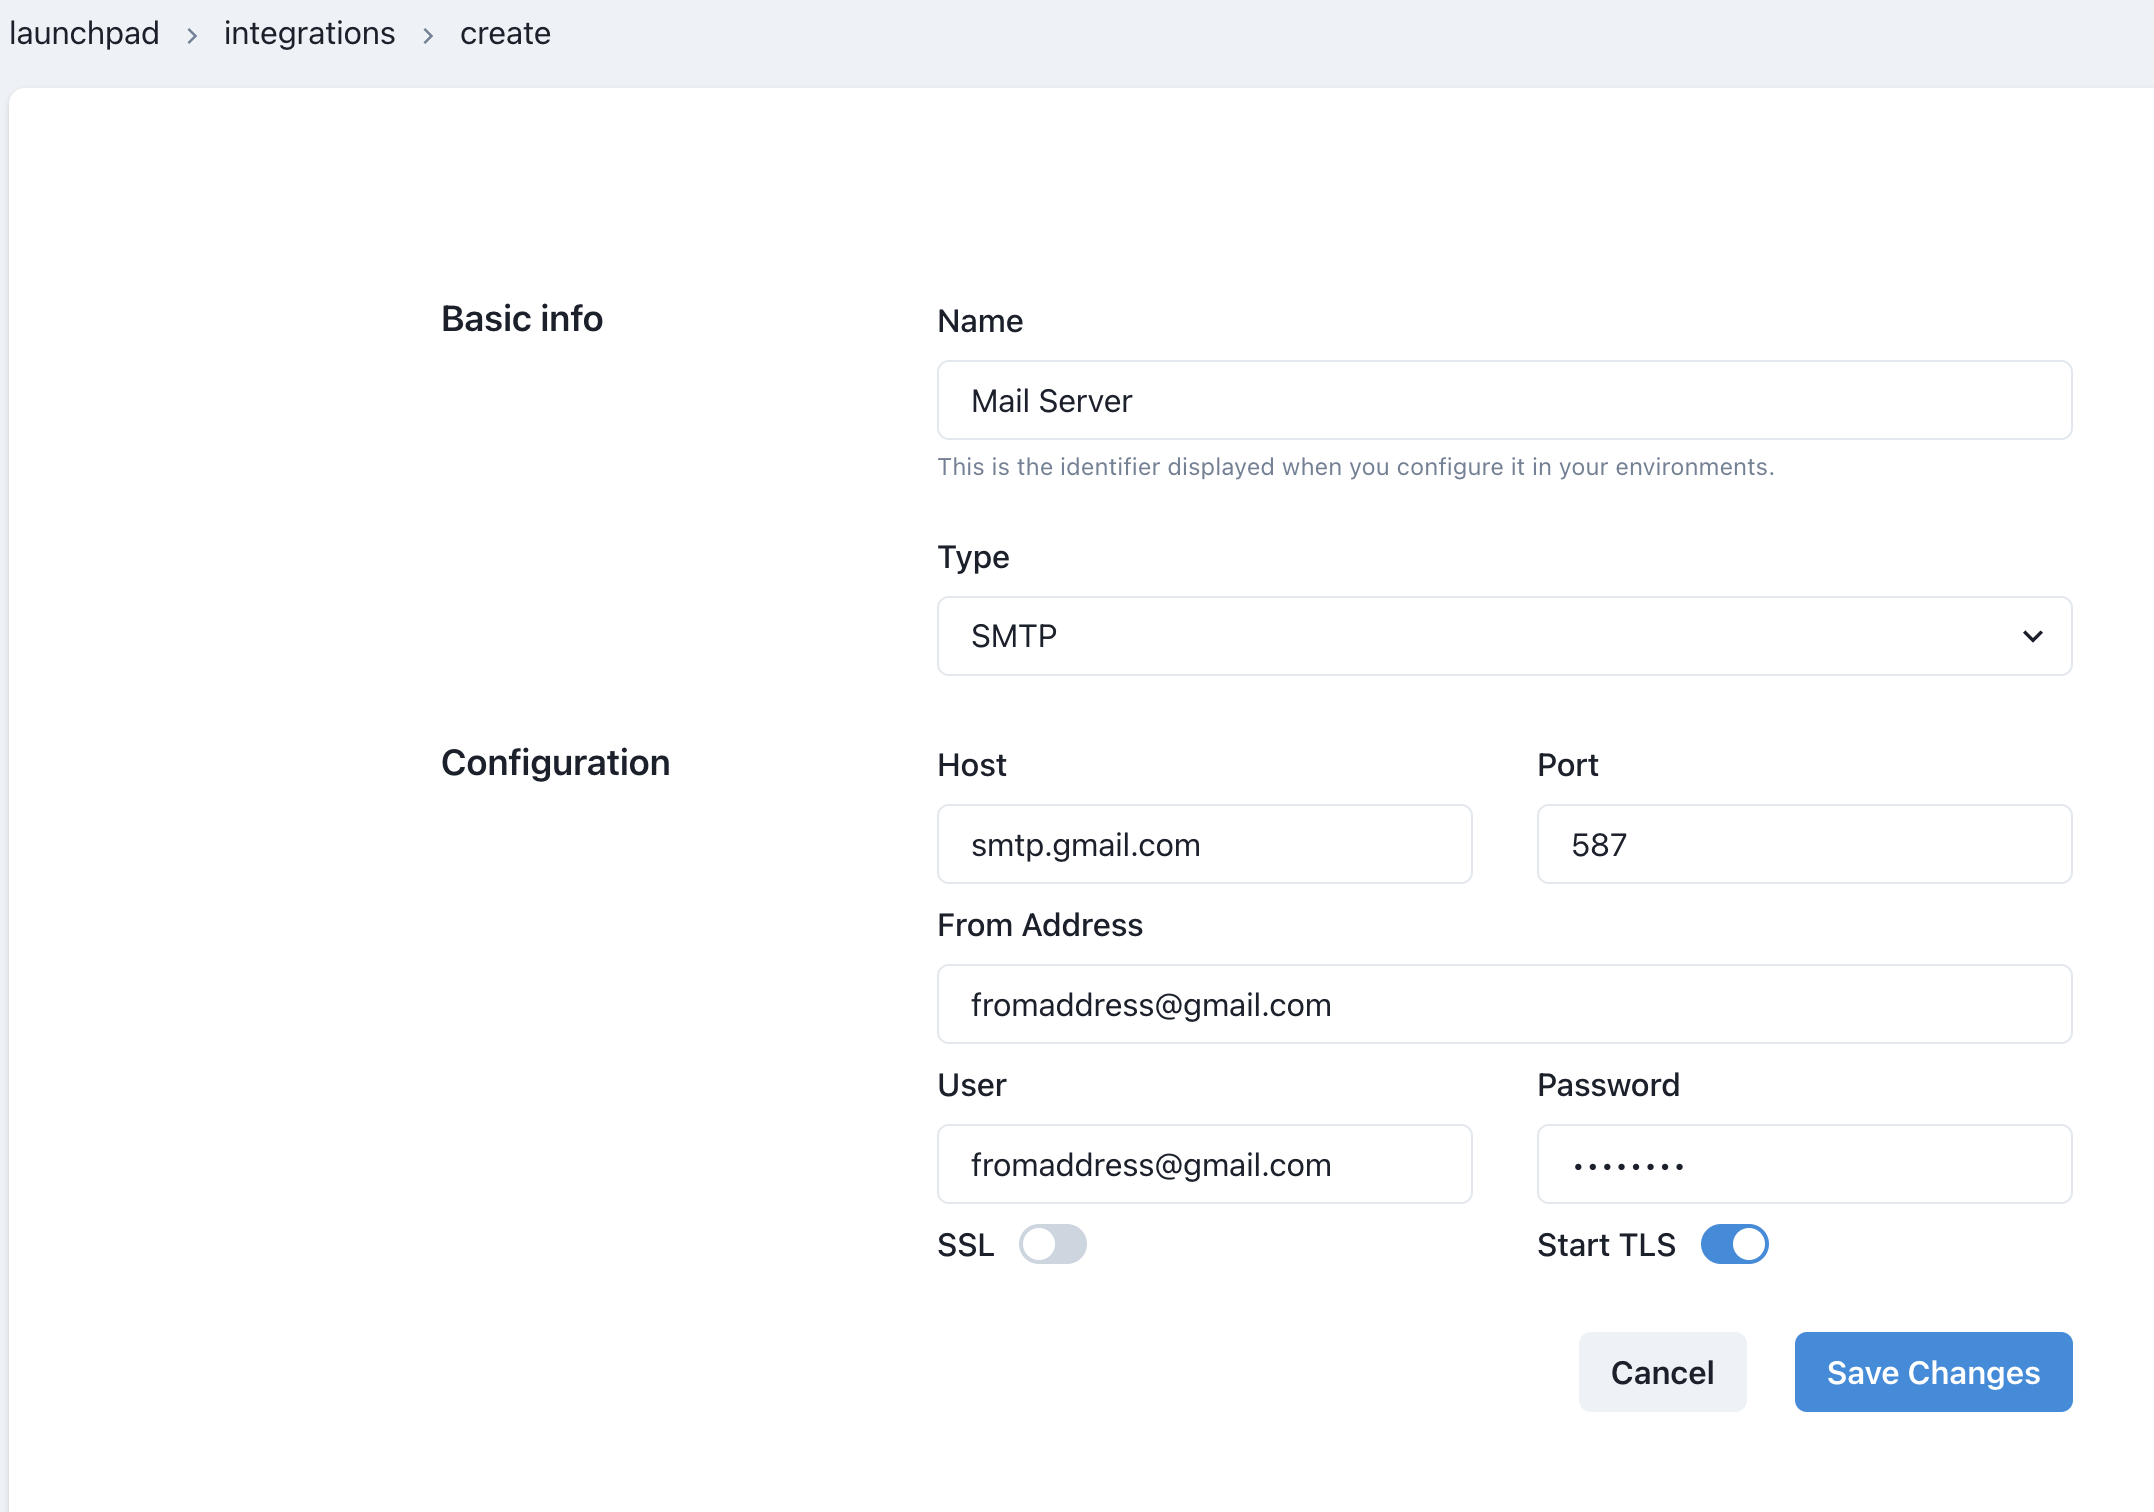 launchpad > integrations > create
Basic info
Name
Mail Server
This is the identifier displayed when you configure it in your environments.
Type
SMTP
Configuration
Host
Port
smtp.gmail.com
587
From Address
fromaddress@gmail.com
User
Password
fromaddress@gmail.com
••••••••
SSL
Start TLS
Cancel
Save Changes